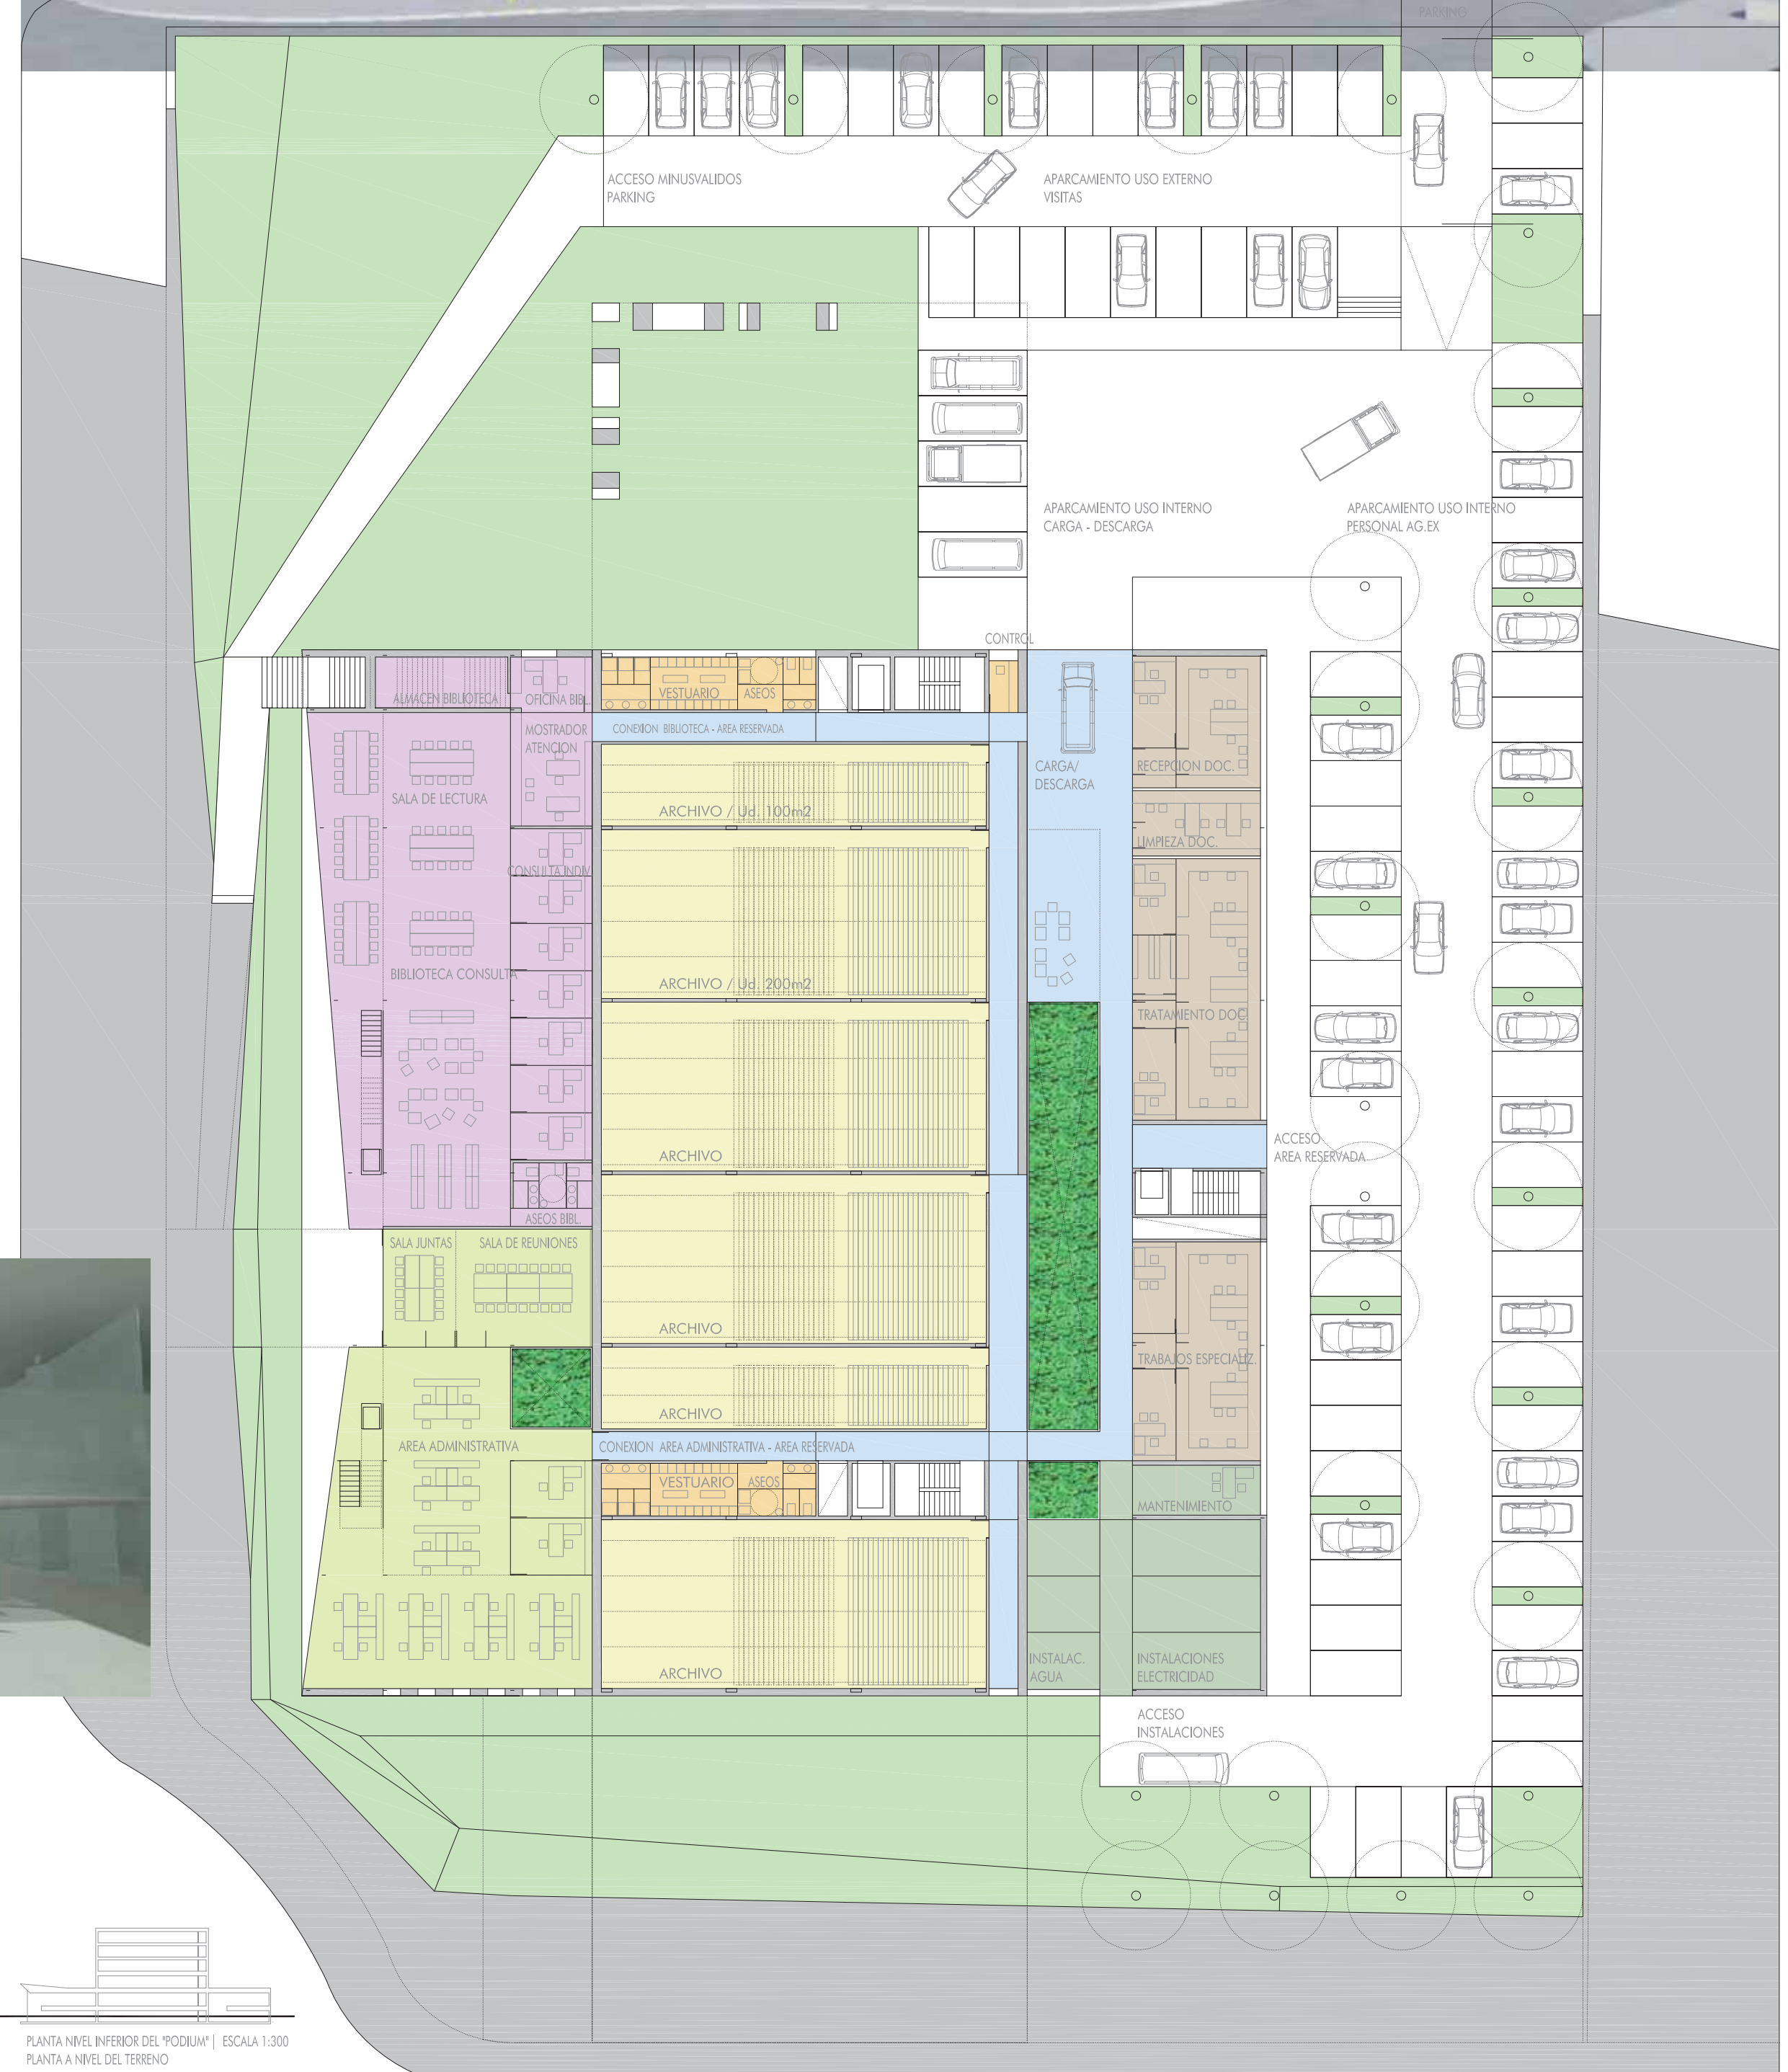 PARKING
ACCESO MINUSVALIDOS
PARKING
APARCAMIENTO USO EXTERNO
VISITAS
APARCAMIENTO USO INTERNO
CARGA - DESCARGA
APARCAMIENTO USO INTERNO
PERSONAL AG.EX
CONTROL
ALMACEN BIBLIOTECA
OFICINA BIBL.
VESTUARIO
ASEOS
MOSTRADOR
ATENCION
CONEXION BIBLIOTECA - AREA RESERVADA
CARGA/
DESCARGA
RECEPCION DOC.
SALA DE LECTURA
ARCHIVO / Ud. 100m2
LIMPIEZA DOC.
CONSULTA INDIV.
BIBLIOTECA CONSULTA
ARCHIVO / Ud. 200m2
TRATAMIENTO DOC.
ARCHIVO
ACCESO
AREA RESERVADA
ASEOS BIBL.
SALA JUNTAS
SALA DE REUNIONES
ARCHIVO
TRABAJOS ESPECIALIZ.
ARCHIVO
AREA ADMINISTRATIVA
CONEXION AREA ADMINISTRATIVA - AREA RESERVADA
VESTUARIO
ASEOS
MANTENIMIENTO
ARCHIVO
INSTALAC.
AGUA
INSTALACIONES
ELECTRICIDAD
ACCESO
INSTALACIONES
PLANTA NIVEL INFERIOR DEL "PODIUM" | ESCALA 1:300
PLANTA A NIVEL DEL TERRENO